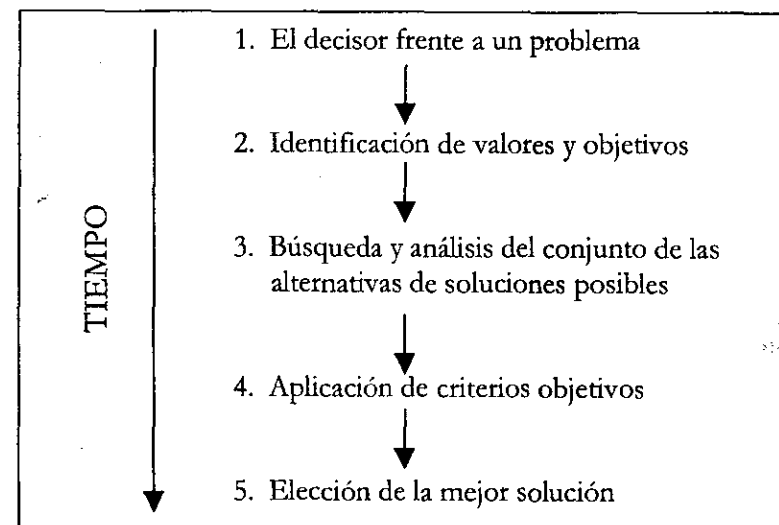 TIEMPO
1. El decisor frente a un problema
2. Identificación de valores y objetivos
3. Búsqueda y análisis del conjunto de las
alternativas de soluciones posibles
4. Aplicación de criterios objetivos
5. Elección de la mejor solución